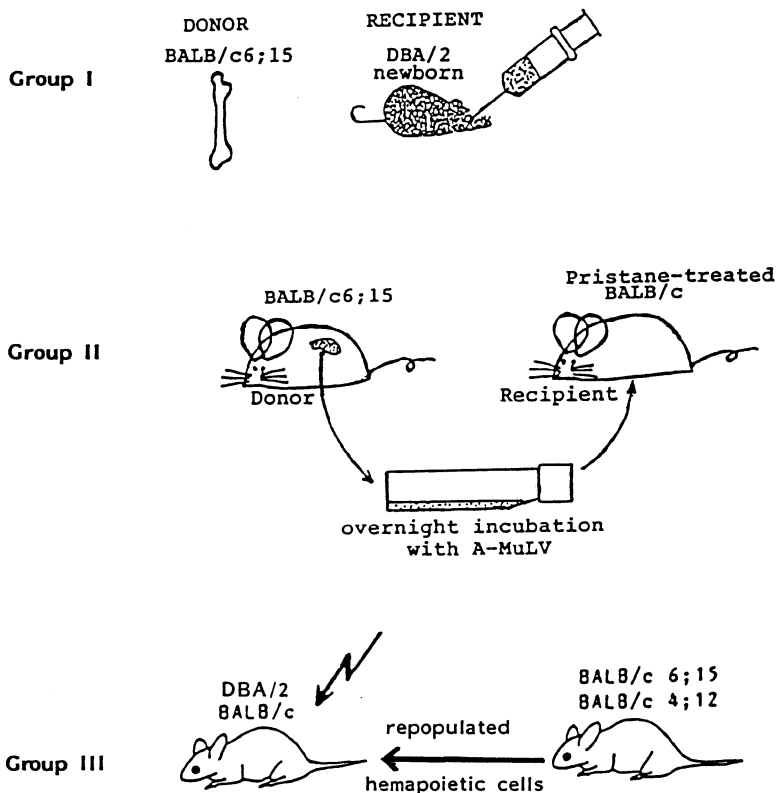 DONOR
BALB/c6;15
RECIPIENT
DBA/2
newborn
Group I
BALB/c6;15
Pristane-treated
BALB/c
Group II
Donor
Recipient
overnight incubation
with A-MuLV
DBA/2
BALB/c
BALB/c 6;15
BALB/c 4;12
repopulated
Group III
hemapoietic cells